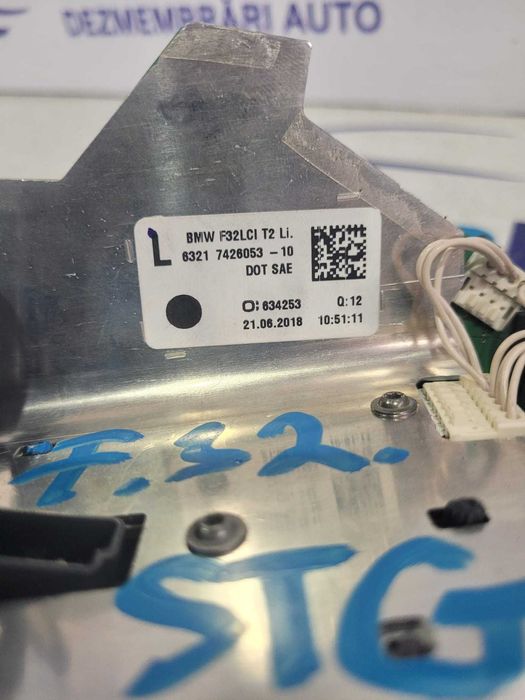 DEZMEMBRĂRI AUTO
L
BMW F32LCI T2 Li.
6321 7426053 -10
DOT SAE
O: 634253 Q: 12
21.06.2018 10:51:11
F.32.
STG